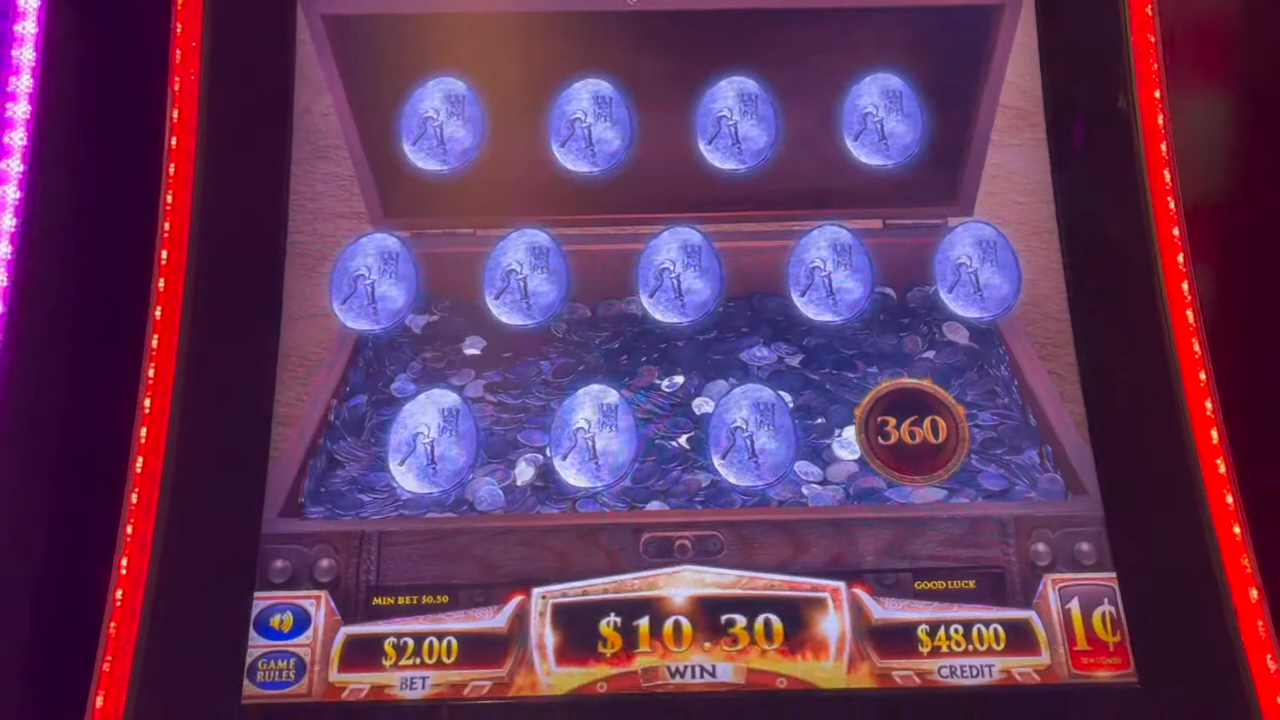 360
MIN BET $0.50
GOOD LUCK
$2.00
BET
$10.30
WIN
$48.00
CREDIT
1¢
GAME
RULES